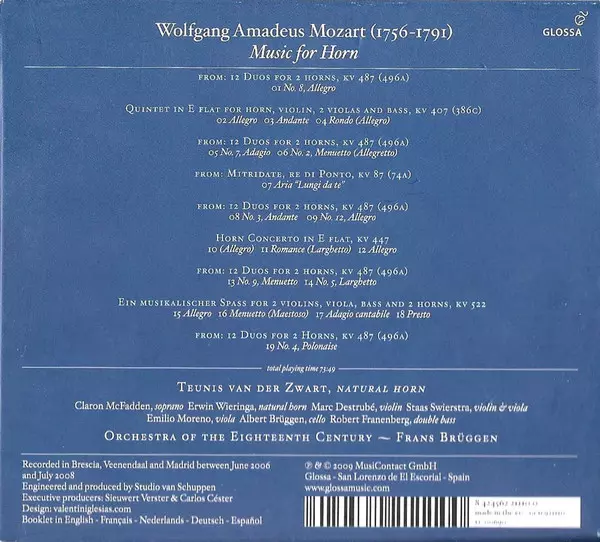 Wolfgang Amadeus Mozart (1756-1791)
Music for Horn
GLOSSA
FROM: 12 DUOS FOR 2 HORNS, KV 487 (496A)
01 No. 8, Allegro
QUINTET IN E FLAT FOR HORN, VIOLIN, 2 VIOLAS AND BASS, KV 407 (386C)
02 Allegro 03 Andante 04 Rondo (Allegro)
FROM: 12 DUOS FOR 2 HORNS, KV 487 (496A)
05 No. 7, Adagio 06 No. 2, Menuetto (Allegretto)
FROM: MITRIDATE, RE DI PONTO, KV 87 (74A)
07 Aria "Lungi da te"
FROM: 12 DUOS FOR 2 HORNS, KV 487 (496A)
08 No. 3, Andante 09 No. 12, Allegro
HORN CONCERTO IN E FLAT, KV 447
10 (Allegro) 11 Romance (Larghetto) 12 Allegro
FROM: 12 DUOS FOR 2 HORNS, KV 487 (496A)
13 No. 9, Menuetto 14 No. 5, Larghetto
EIN MUSIKALISCHER SPASS FOR 2 VIOLINS, VIOLA, BASS AND 2 HORNS, KV 522
15 Allegro 16 Menuetto (Maestoso) 17 Adagio cantabile 18 Presto
FROM: 12 DUOS FOR 2 HORNS, KV 487 (496A)
19 No. 4, Polonaise
total playing time 73:49
TEUNIS VAN DER ZWART, NATURAL HORN
Claron McFadden, soprano Erwin Wieringa, natural horn Marc Destrubé, violin Staas Swierstra, violin & viola
Emilio Moreno, viola Albert Brüggen, cello Robert Franenberg, double bass
ORCHESTRA OF THE EIGHTEENTH CENTURY ~ FRANS BRÜGGEN
Recorded in Brescia, Veenendaal and Madrid between June 2006
and July 2008
Engineered and produced by Studio van Schuppen
Executive producers: Sieuwert Verster & Carlos Céster
Design: valentiniglesias.com
Booklet in English - Français - Nederlands - Deutsch - Español
℗ & © 2009 MusiContact GmbH
Glossa - San Lorenzo de El Escorial - Spain
www.glossamusic.com